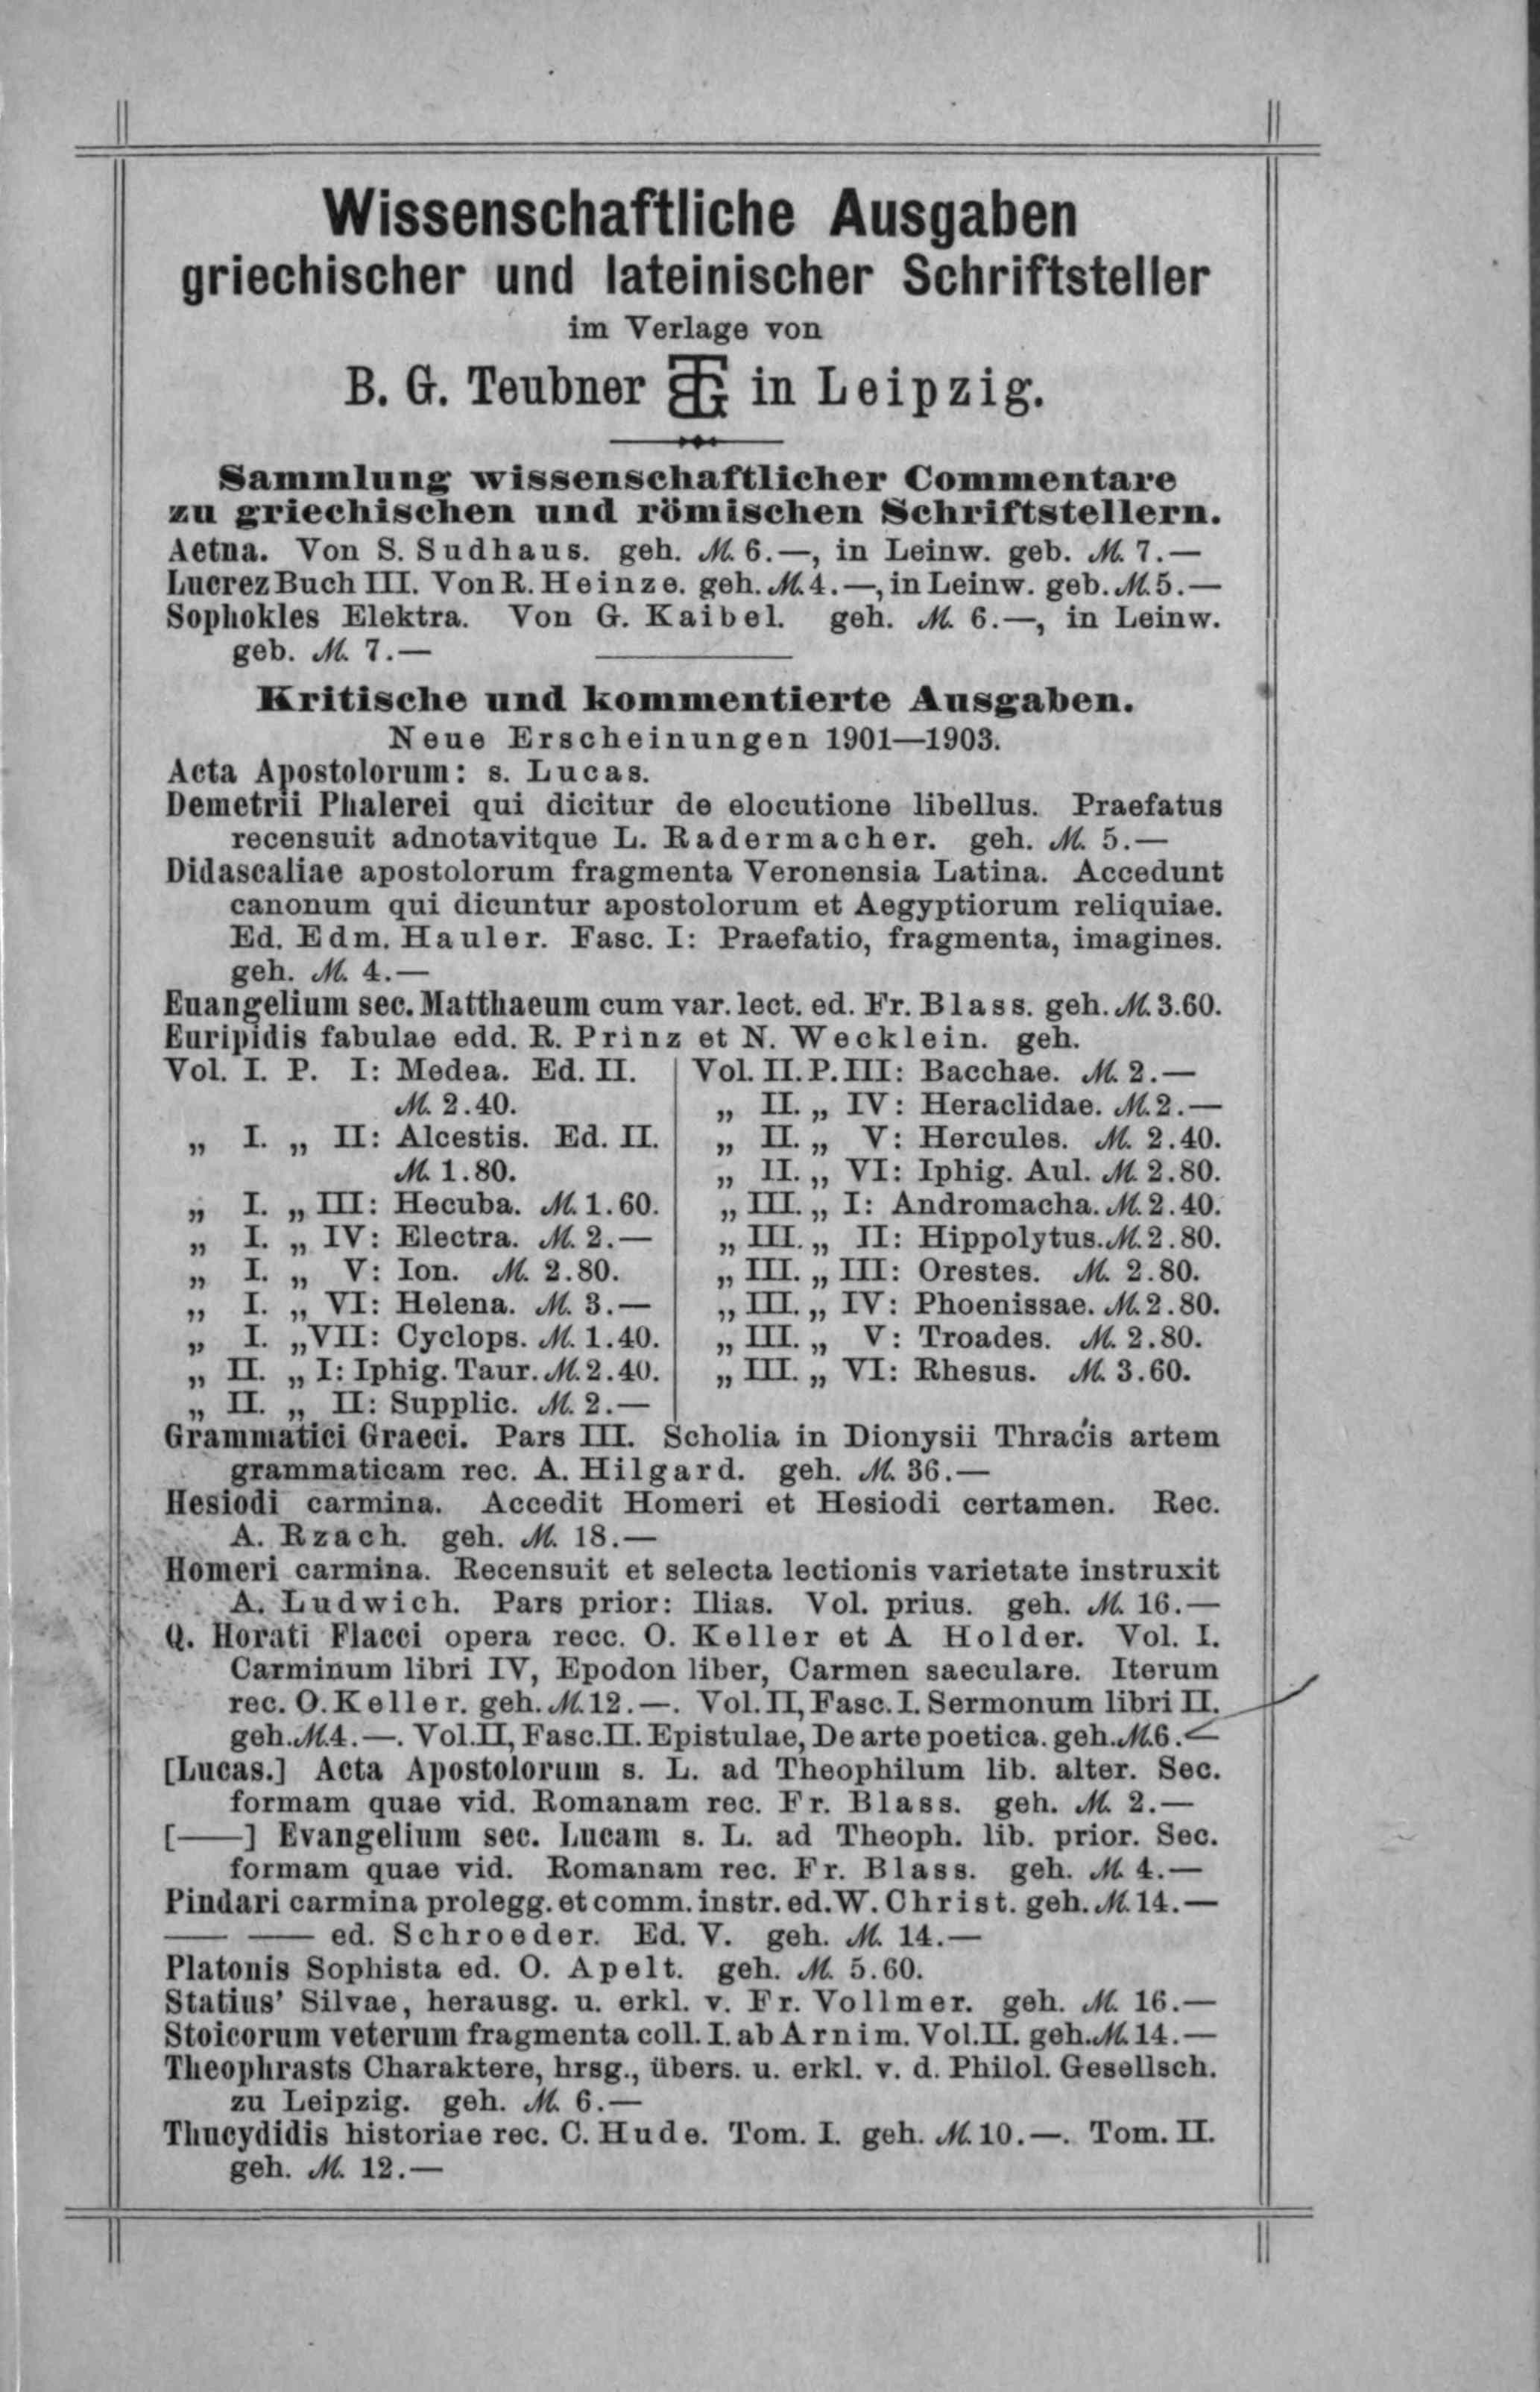 Wissenschaftliche Ausgaben
griechischer und lateinischer Schriftsteller
im Verlage von
B. G. Teubner BTG in Leipzig.
Sammlung wissenschaftlicher Commentare
zu griechischen und römischen Schriftstellern.
Aetna. Von S. Sudhaus. geh. M. 6.—, in Leinw. geb. M. 7.—
Lucrez Buch III. Von R. Heinze. geh. M. 4.—, in Leinw. geb. M. 5.—
Sophokles Elektra. Von G. Kaibel. geh. M. 6.—, in Leinw.
geb. M. 7.—
Kritische und kommentierte Ausgaben.
Neue Erscheinungen 1901—1903.
Acta Apostolorum: s. Lucas.
Demetrii Phalerei qui dicitur de elocutione libellus. Praefatus
recensuit adnotavitque L. Radermacher. geh. M. 5.—
Didascaliae apostolorum fragmenta Veronensia Latina. Accedunt
canonum qui dicuntur apostolorum et Aegyptiorum reliquiae.
Ed. Edm. Hauler. Fasc. I: Praefatio, fragmenta, imagines.
geh. M. 4.—
Euangelium sec. Matthaeum cum var. lect. ed. Fr. Blass. geh. M. 3.60.
Euripidis fabulae edd. R. Prinz et N. Wecklein. geh.
Vol. I. P. I: Medea. Ed. II.
M. 2.40.
„ I. „ II: Alcestis. Ed. II.
M. 1.80.
„ I. „ III: Hecuba. M. 1.60.
„ I. „ IV: Electra. M. 2.—
„ I. „ V: Ion. M. 2.80.
„ I. „ VI: Helena. M. 3.—
„ I. „ VII: Cyclops. M. 1.40.
„ II. „ I: Iphig. Taur. M. 2.40.
„ II. „ II: Supplic. M. 2.—
Vol. II. P. III: Bacchae. M. 2.—
„ II. „ IV: Heraclidae. M. 2.—
„ II. „ V: Hercules. M. 2.40.
„ II. „ VI: Iphig. Aul. M. 2.80.
„ III. „ I: Andromacha. M. 2.40.
„ III. „ II: Hippolytus. M. 2.80.
„ III. „ III: Orestes. M. 2.80.
„ III. „ IV: Phoenissae. M. 2.80.
„ III. „ V: Troades. M. 2.80.
„ III. „ VI: Rhesus. M. 3.60.
Grammatici Graeci. Pars III. Scholia in Dionysii Thracis artem
grammaticam rec. A. Hilgard. geh. M. 36.—
Hesiodi carmina. Accedit Homeri et Hesiodi certamen. Rec.
A. Rzach. geh. M. 18.—
Homeri carmina. Recensuit et selecta lectionis varietate instruxit
A. Ludwich. Pars prior: Ilias. Vol. prius. geh. M. 16.—
Q. Horati Flacci opera recc. O. Keller et A Holder. Vol. I.
Carminum libri IV, Epodon liber, Carmen saeculare. Iterum
rec. O. Keller. geh. M. 12.—. Vol. II, Fasc. I. Sermonum libri II.
geh. M. 4.—. Vol. II, Fasc. II. Epistulae, De arte poetica. geh. M. 6.—
[Lucas.] Acta Apostolorum s. L. ad Theophilum lib. alter. Sec.
formam quae vid. Romanam rec. Fr. Blass. geh. M. 2.—
[——] Evangelium sec. Lucam s. L. ad Theoph. lib. prior. Sec.
formam quae vid. Romanam rec. Fr. Blass. geh. M. 4.—
Pindari carmina prolegg. et comm. instr. ed. W. Christ. geh. M. 14.—
—— —— ed. Schroeder. Ed. V. geh. M. 14.—
Platonis Sophista ed. O. Apelt. geh. M. 5.60.
Statius' Silvae, herausg. u. erkl. v. Fr. Vollmer. geh. M. 16.—
Stoicorum veterum fragmenta coll. I. ab Arnim. Vol. II. geh. M. 14.—
Theophrasts Charaktere, hrsg., übers. u. erkl. v. d. Philol. Gesellsch.
zu Leipzig. geh. M. 6.—
Thucydidis historiae rec. C. Hude. Tom. I. geh. M. 10.—. Tom. II.
geh. M. 12.—